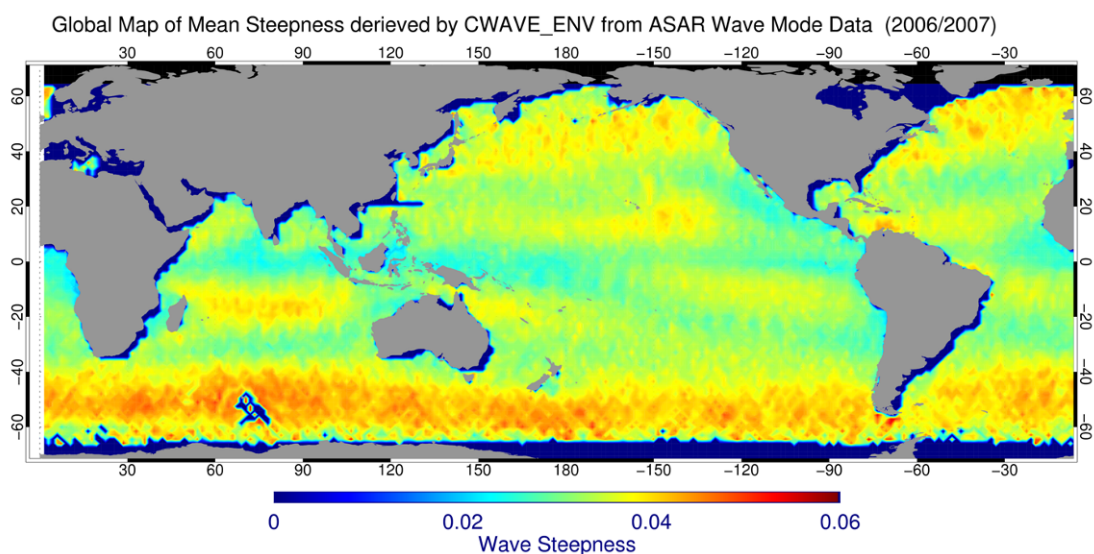 Global Map of Mean Steepness derieved by CWAVE_ENV from ASAR Wave Mode Data (2006/2007)
30 60 90 120 150 180 −150 −120 −90 −60 −30
60 60
40 40
20 20
0 0
−20 −20
−40 −40
−60 −60
30 60 90 120 150 180 −150 −120 −90 −60 −30
0 0.02 0.04 0.06
Wave Steepness